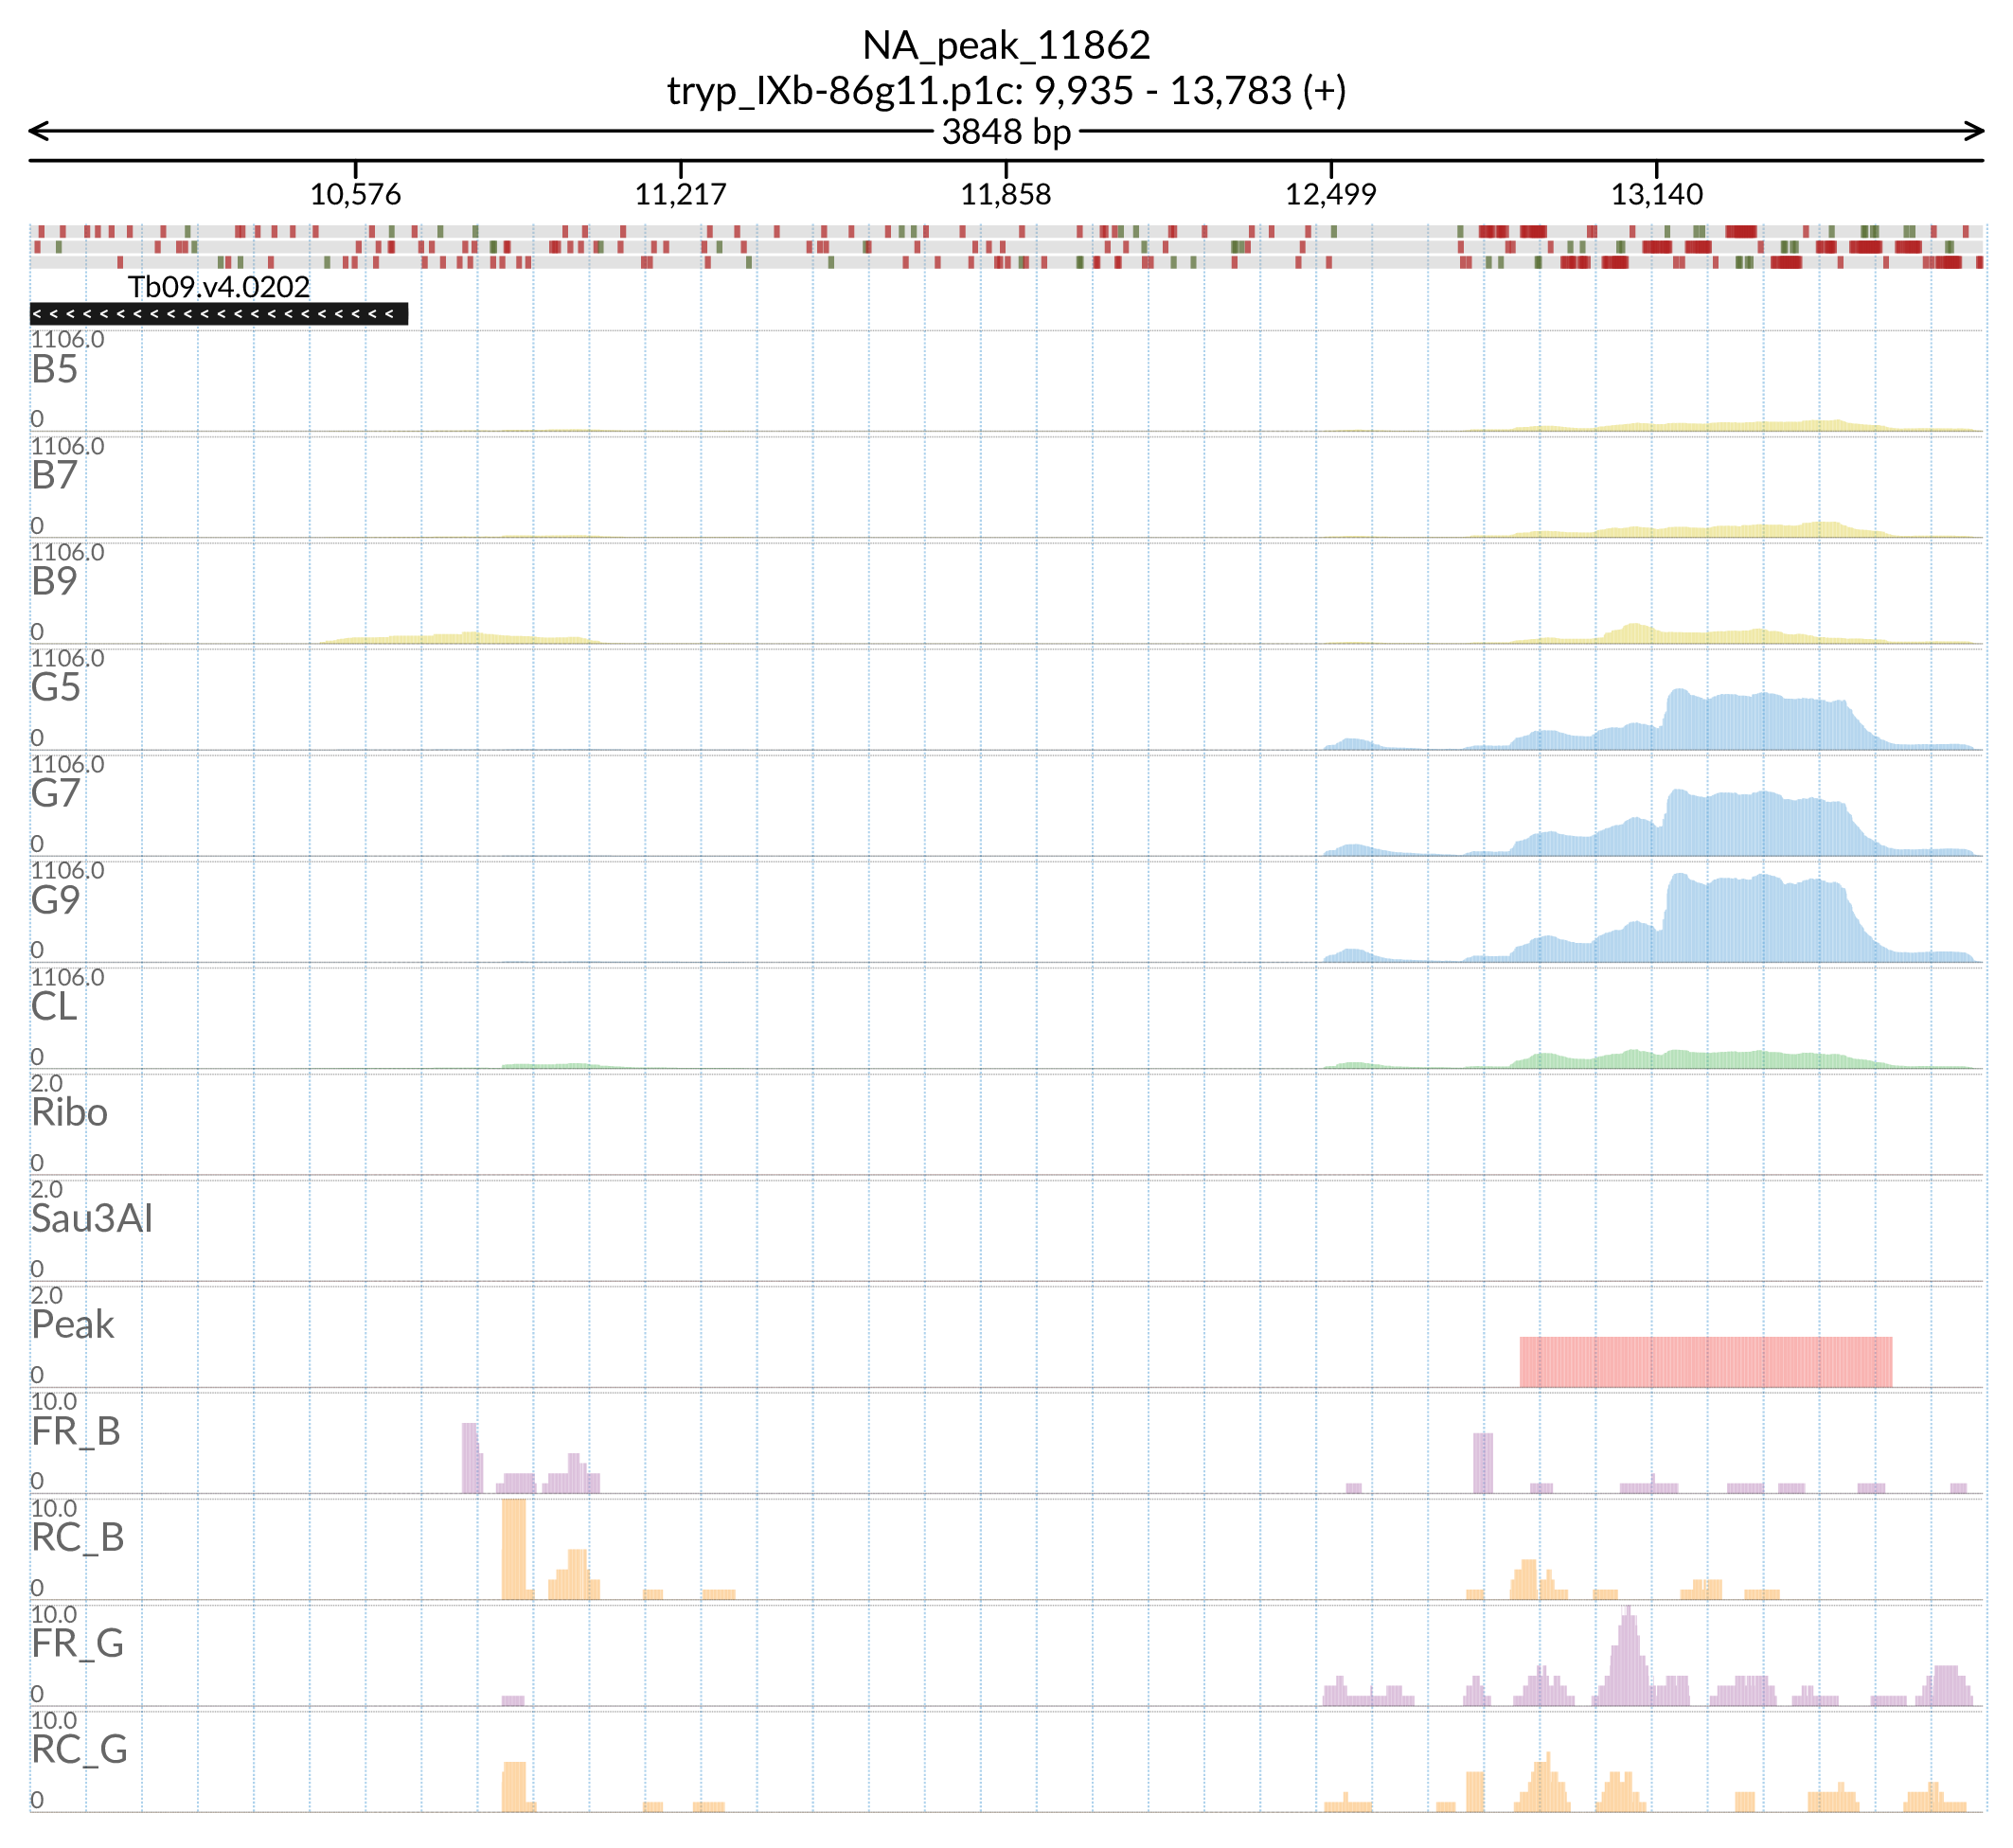 NA_peak_11862
tryp_IXb-86g11.p1c: 9,935 - 13,783 (+)
3848 bp
10,576 11,217 11,858 12,499 13,140
Tb09.v4.0202
1106.0
B5
0
1106.0
B7
0
1106.0
B9
0
1106.0
G5
0
1106.0
G7
0
1106.0
G9
0
1106.0
CL
0
2.0
Ribo
0
2.0
Sau3AI
0
2.0
Peak
0
10.0
FR_B
0
10.0
RC_B
0
10.0
FR_G
0
10.0
RC_G
0